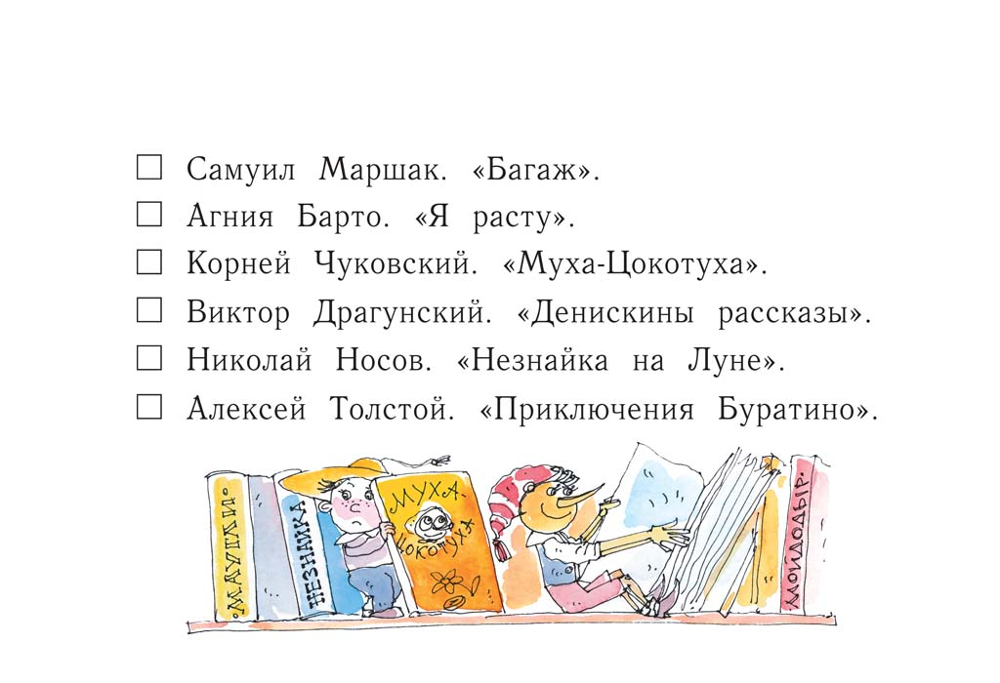 Самуил Маршак. «Багаж».
Агния Барто. «Я расту».
Корней Чуковский. «Муха-Цокотуха».
Виктор Драгунский. «Денискины рассказы».
Николай Носов. «Незнайка на Луне».
Алексей Толстой. «Приключения Буратино».
МАУГЛИ
НЕЗНАЙКА
МУХА-
ЦОКОТУХА
МОЙДОДЫР